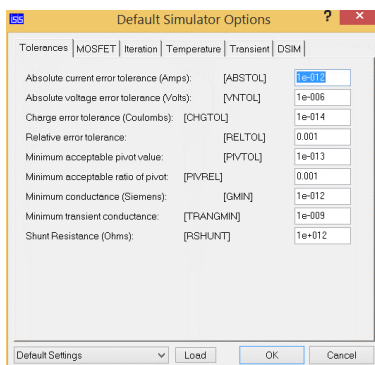 isis Default Simulator Options ? ×
Tolerances MOSFET Iteration Temperature Transient DSIM
Absolute current error tolerance (Amps): [ABSTOL] 1e-012
Absolute voltage error tolerance (Volts): [VNTOL] 1e-006
Charge error tolerance (Coulombs): [CHGTOL] 1e-014
Relative error tolerance: [RELTOL] 0.001
Minimum acceptable pivot value: [PIVTOL] 1e-013
Minimum acceptable ratio of pivot: [PIVREL] 0.001
Minimum conductance (Siemens): [GMIN] 1e-012
Minimum transient conductance: [TRANGMIN] 1e-009
Shunt Resistance (Ohms): [RSHUNT] 1e+012
Default Settings Load OK Cancel